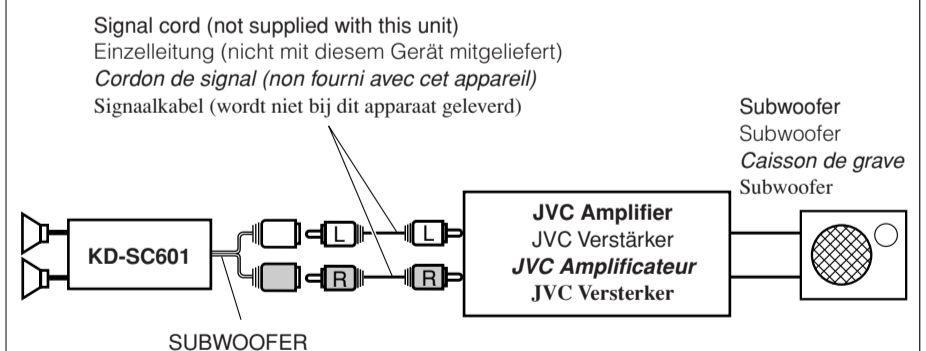 Signal cord (not supplied with this unit)
Einzelleitung (nicht mit diesem Gerät mitgeliefert)
Cordon de signal (non fourni avec cet appareil)
Signaalkabel (wordt niet bij dit apparaat geleverd)
Subwoofer
Subwoofer
Caisson de grave
Subwoofer
KD-SC601
L
L
R
R
JVC Amplifier
JVC Verstärker
JVC Amplificateur
JVC Versterker
SUBWOOFER